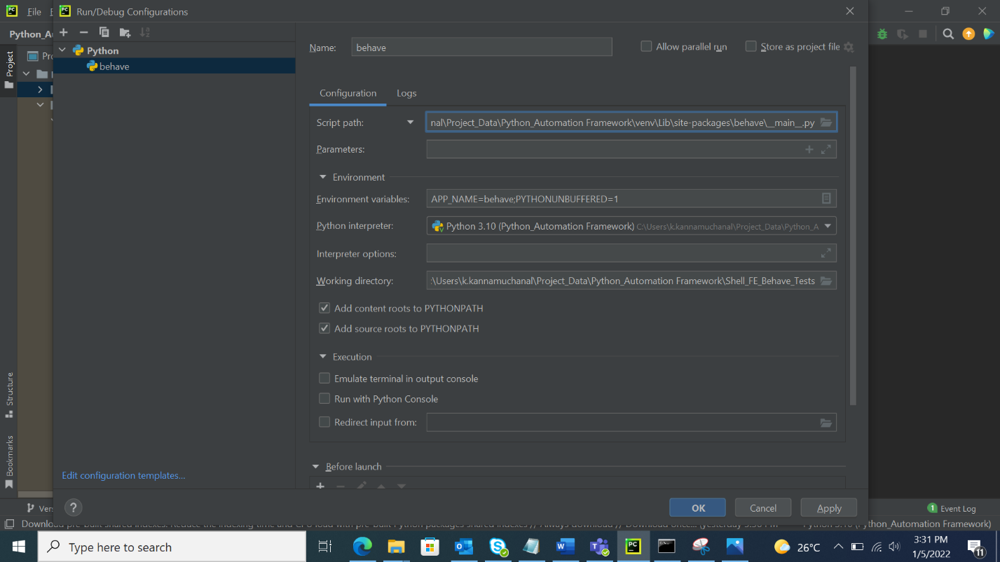 File
Run/Debug Configurations
Python_A
Project
Pro
Python
behave
Name:
behave
Allow parallel run
Store as project file
Configuration
Logs
Script path:
nal\Project_Data\Python_Automation Framework\venv\Lib\site-packages\behave\__main__.py
Parameters:
Environment
Environment variables:
APP_NAME=behave;PYTHONUNBUFFERED=1
Python interpreter:
Python 3.10 (Python_Automation Framework) C:\Users\k.kannamuchanal\Project_Data\Python_A
Interpreter options:
Working directory:
:\Users\k.kannamuchanal\Project_Data\Python_Automation Framework\Shell_FE_Behave_Tests
Add content roots to PYTHONPATH
Add source roots to PYTHONPATH
Execution
Emulate terminal in output console
Run with Python Console
Redirect input from:
Before launch
Structure
Bookmarks
Edit configuration templates...
?
OK
Cancel
Apply
Ver
1 Event Log
Download pre-built shared indexes: Reduce the indexing time and CPU load with pre-built Python packages shared indexes // Always download // Download once... (yesterday 5:50 PM
Python 3.10 (Python_Automation Framework)
Type here to search
26°C
3:31 PM
1/5/2022
11